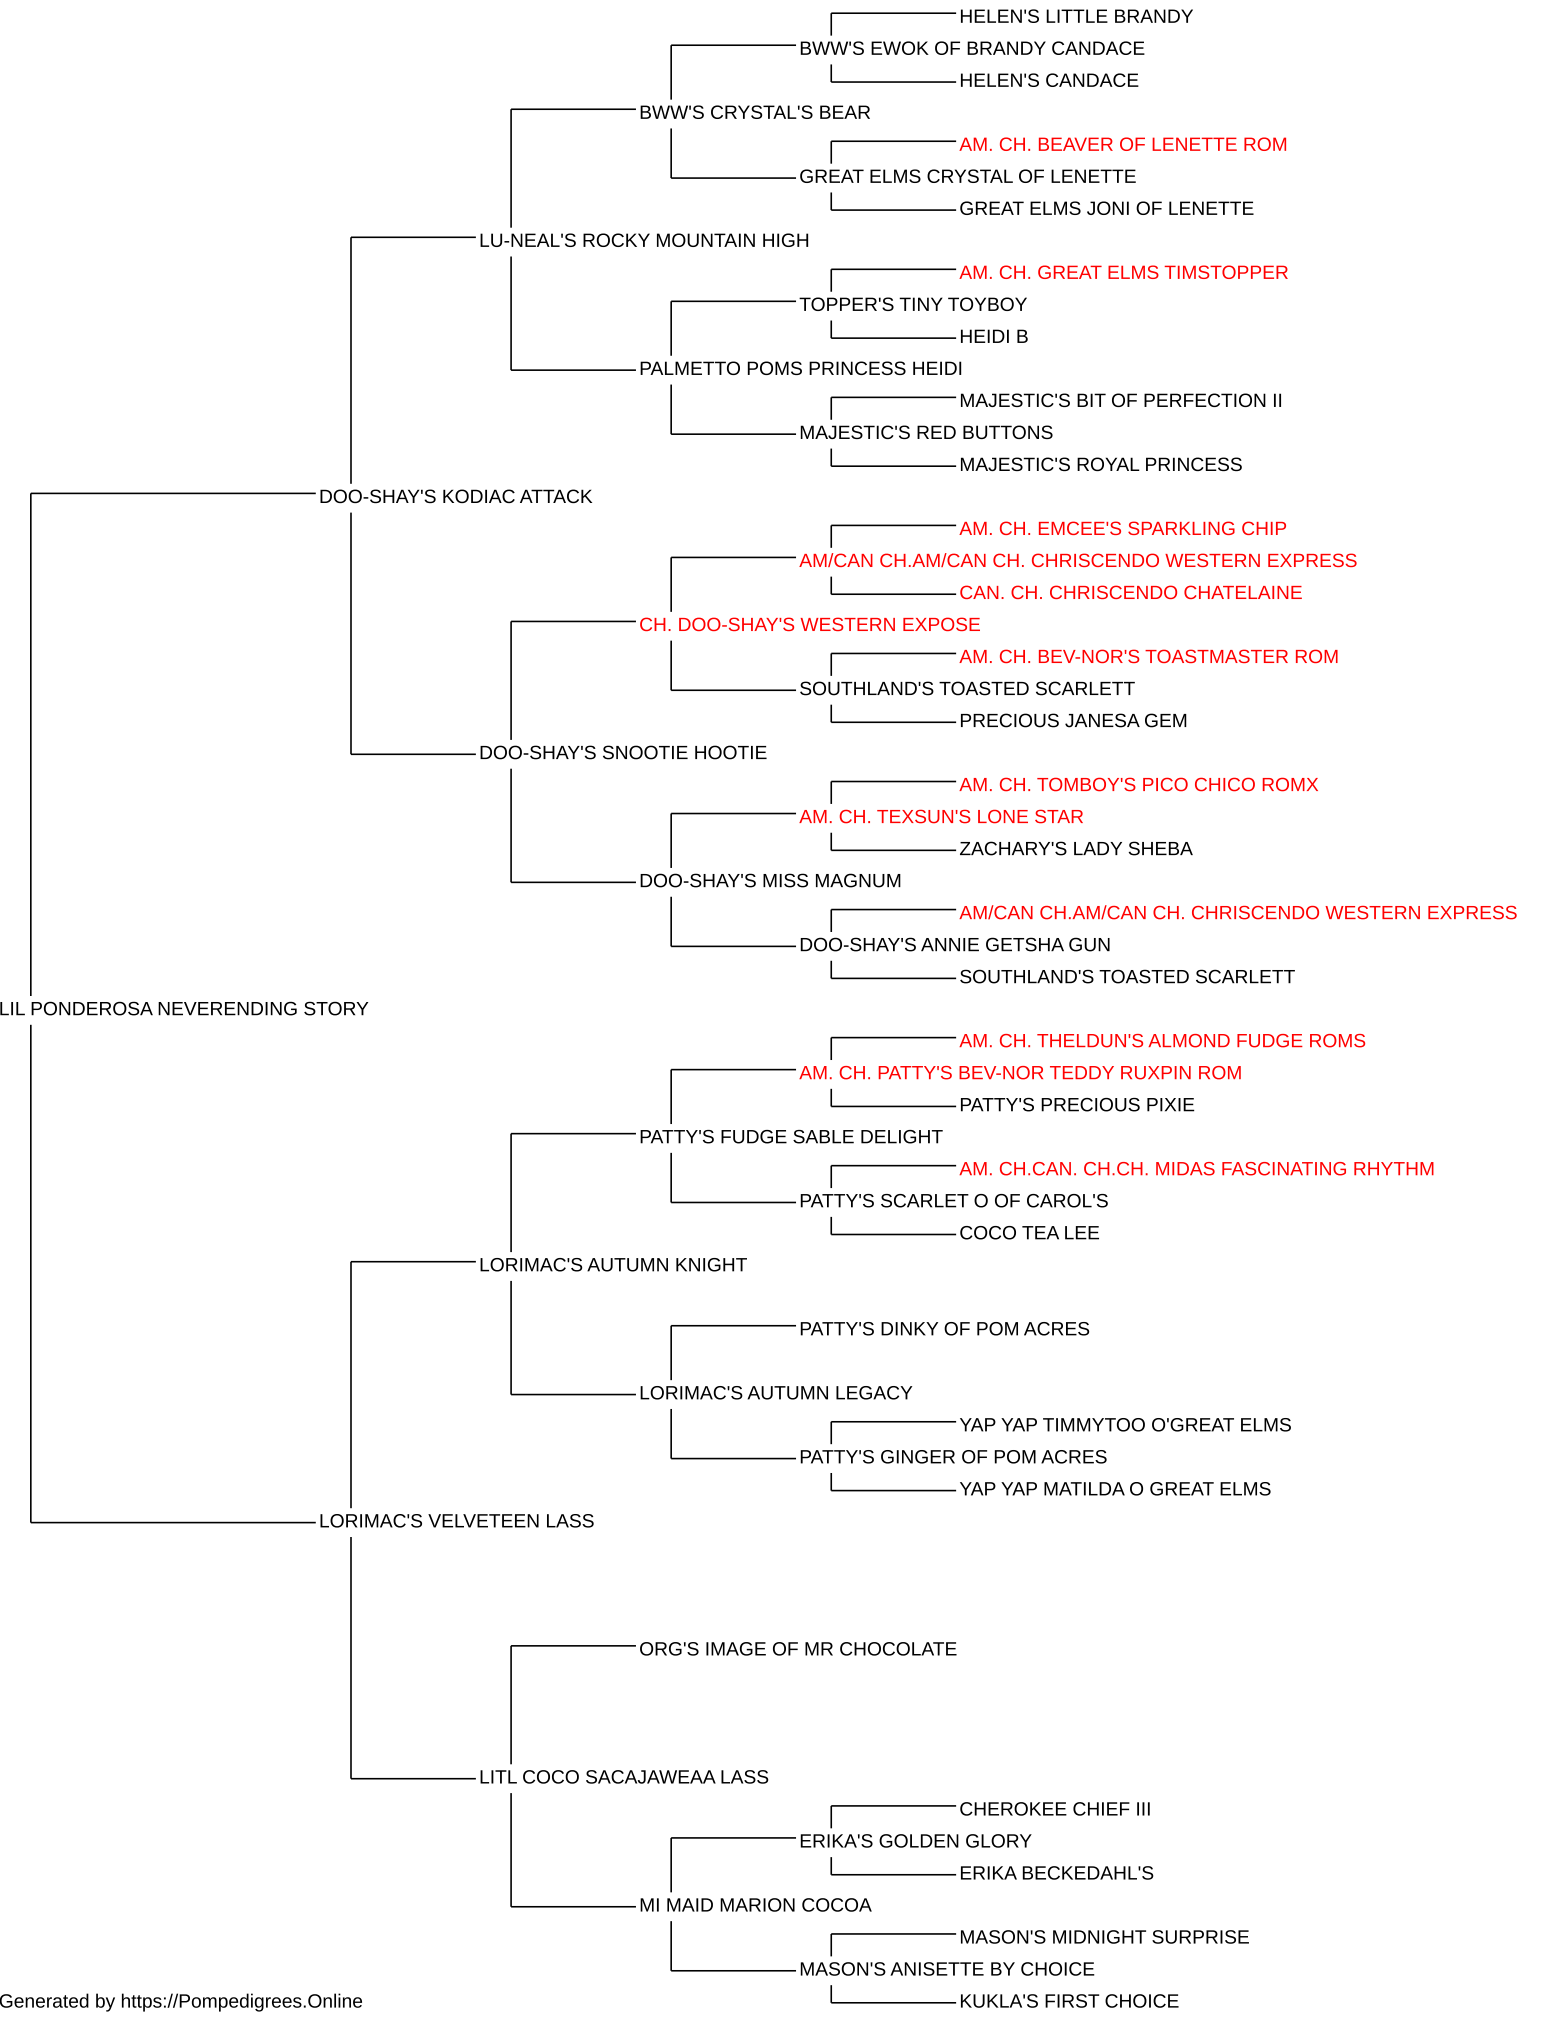 HELEN'S LITTLE BRANDY
BWW'S EWOK OF BRANDY CANDACE
HELEN'S CANDACE
BWW'S CRYSTAL'S BEAR
AM. CH. BEAVER OF LENETTE ROM
GREAT ELMS CRYSTAL OF LENETTE
GREAT ELMS JONI OF LENETTE
LU-NEAL'S ROCKY MOUNTAIN HIGH
AM. CH. GREAT ELMS TIMSTOPPER
TOPPER'S TINY TOYBOY
HEIDI B
PALMETTO POMS PRINCESS HEIDI
MAJESTIC'S BIT OF PERFECTION II
MAJESTIC'S RED BUTTONS
MAJESTIC'S ROYAL PRINCESS
DOO-SHAY'S KODIAC ATTACK
AM. CH. EMCEE'S SPARKLING CHIP
AM/CAN CH.AM/CAN CH. CHRISCENDO WESTERN EXPRESS
CAN. CH. CHRISCENDO CHATELAINE
CH. DOO-SHAY'S WESTERN EXPOSE
AM. CH. BEV-NOR'S TOASTMASTER ROM
SOUTHLAND'S TOASTED SCARLETT
PRECIOUS JANESA GEM
DOO-SHAY'S SNOOTIE HOOTIE
AM. CH. TOMBOY'S PICO CHICO ROMX
AM. CH. TEXSUN'S LONE STAR
ZACHARY'S LADY SHEBA
DOO-SHAY'S MISS MAGNUM
AM/CAN CH.AM/CAN CH. CHRISCENDO WESTERN EXPRESS
DOO-SHAY'S ANNIE GETSHA GUN
SOUTHLAND'S TOASTED SCARLETT
LIL PONDEROSA NEVERENDING STORY
AM. CH. THELDUN'S ALMOND FUDGE ROMS
AM. CH. PATTY'S BEV-NOR TEDDY RUXPIN ROM
PATTY'S PRECIOUS PIXIE
PATTY'S FUDGE SABLE DELIGHT
AM. CH.CAN. CH.CH. MIDAS FASCINATING RHYTHM
PATTY'S SCARLET O OF CAROL'S
COCO TEA LEE
LORIMAC'S AUTUMN KNIGHT
PATTY'S DINKY OF POM ACRES
LORIMAC'S AUTUMN LEGACY
YAP YAP TIMMYTOO O'GREAT ELMS
PATTY'S GINGER OF POM ACRES
YAP YAP MATILDA O GREAT ELMS
LORIMAC'S VELVETEEN LASS
ORG'S IMAGE OF MR CHOCOLATE
LITL COCO SACAJAWEAA LASS
CHEROKEE CHIEF III
ERIKA'S GOLDEN GLORY
ERIKA BECKEDAHL'S
MI MAID MARION COCOA
MASON'S MIDNIGHT SURPRISE
MASON'S ANISETTE BY CHOICE
KUKLA'S FIRST CHOICE
Generated by https://Pompedigrees.Online